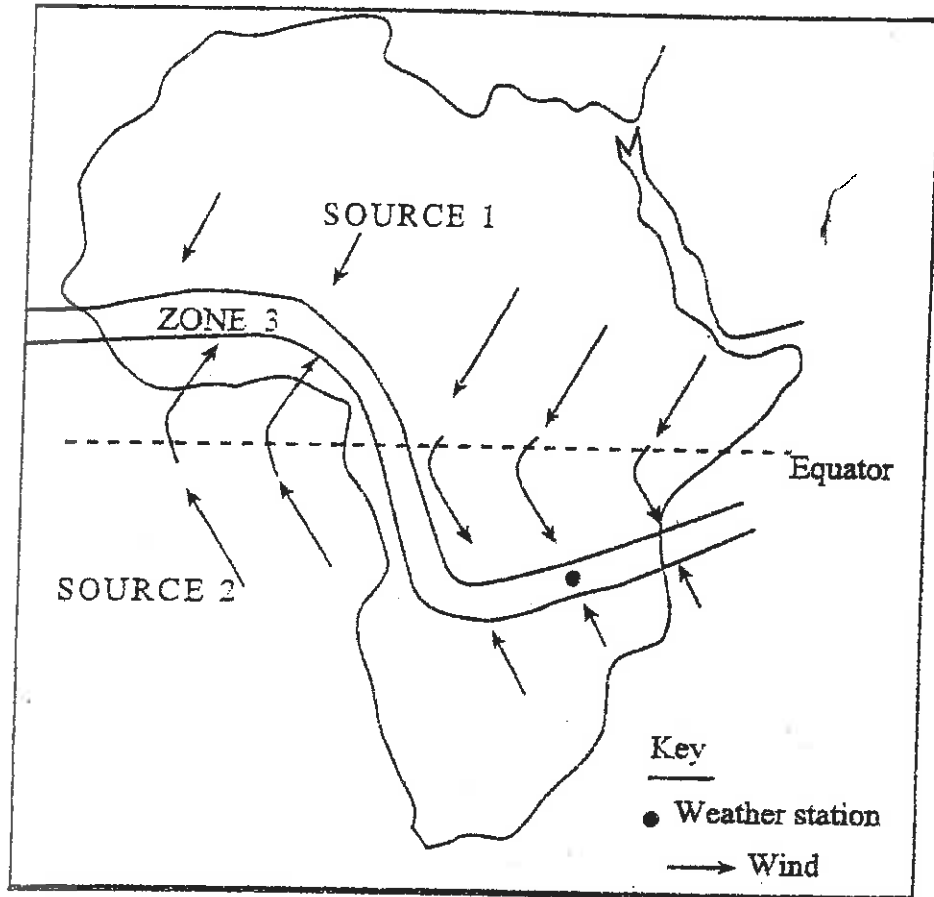 SOURCE 1
ZONE 3
Equator
SOURCE 2
Key
Weather station
Wind